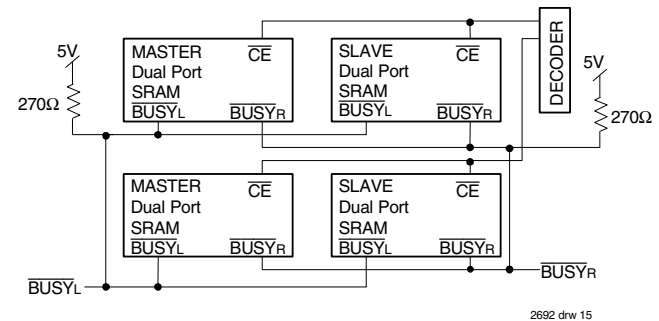 5V
270Ω
MASTER CE
Dual Port
SRAM
BUSYL BUSYR
SLAVE CE
Dual Port
SRAM
BUSYL BUSYR
DECODER
5V
270Ω
MASTER CE
Dual Port
SRAM
BUSYL BUSYR
SLAVE CE
Dual Port
SRAM
BUSYL BUSYR
BUSYL
BUSYR
2692 drw 15